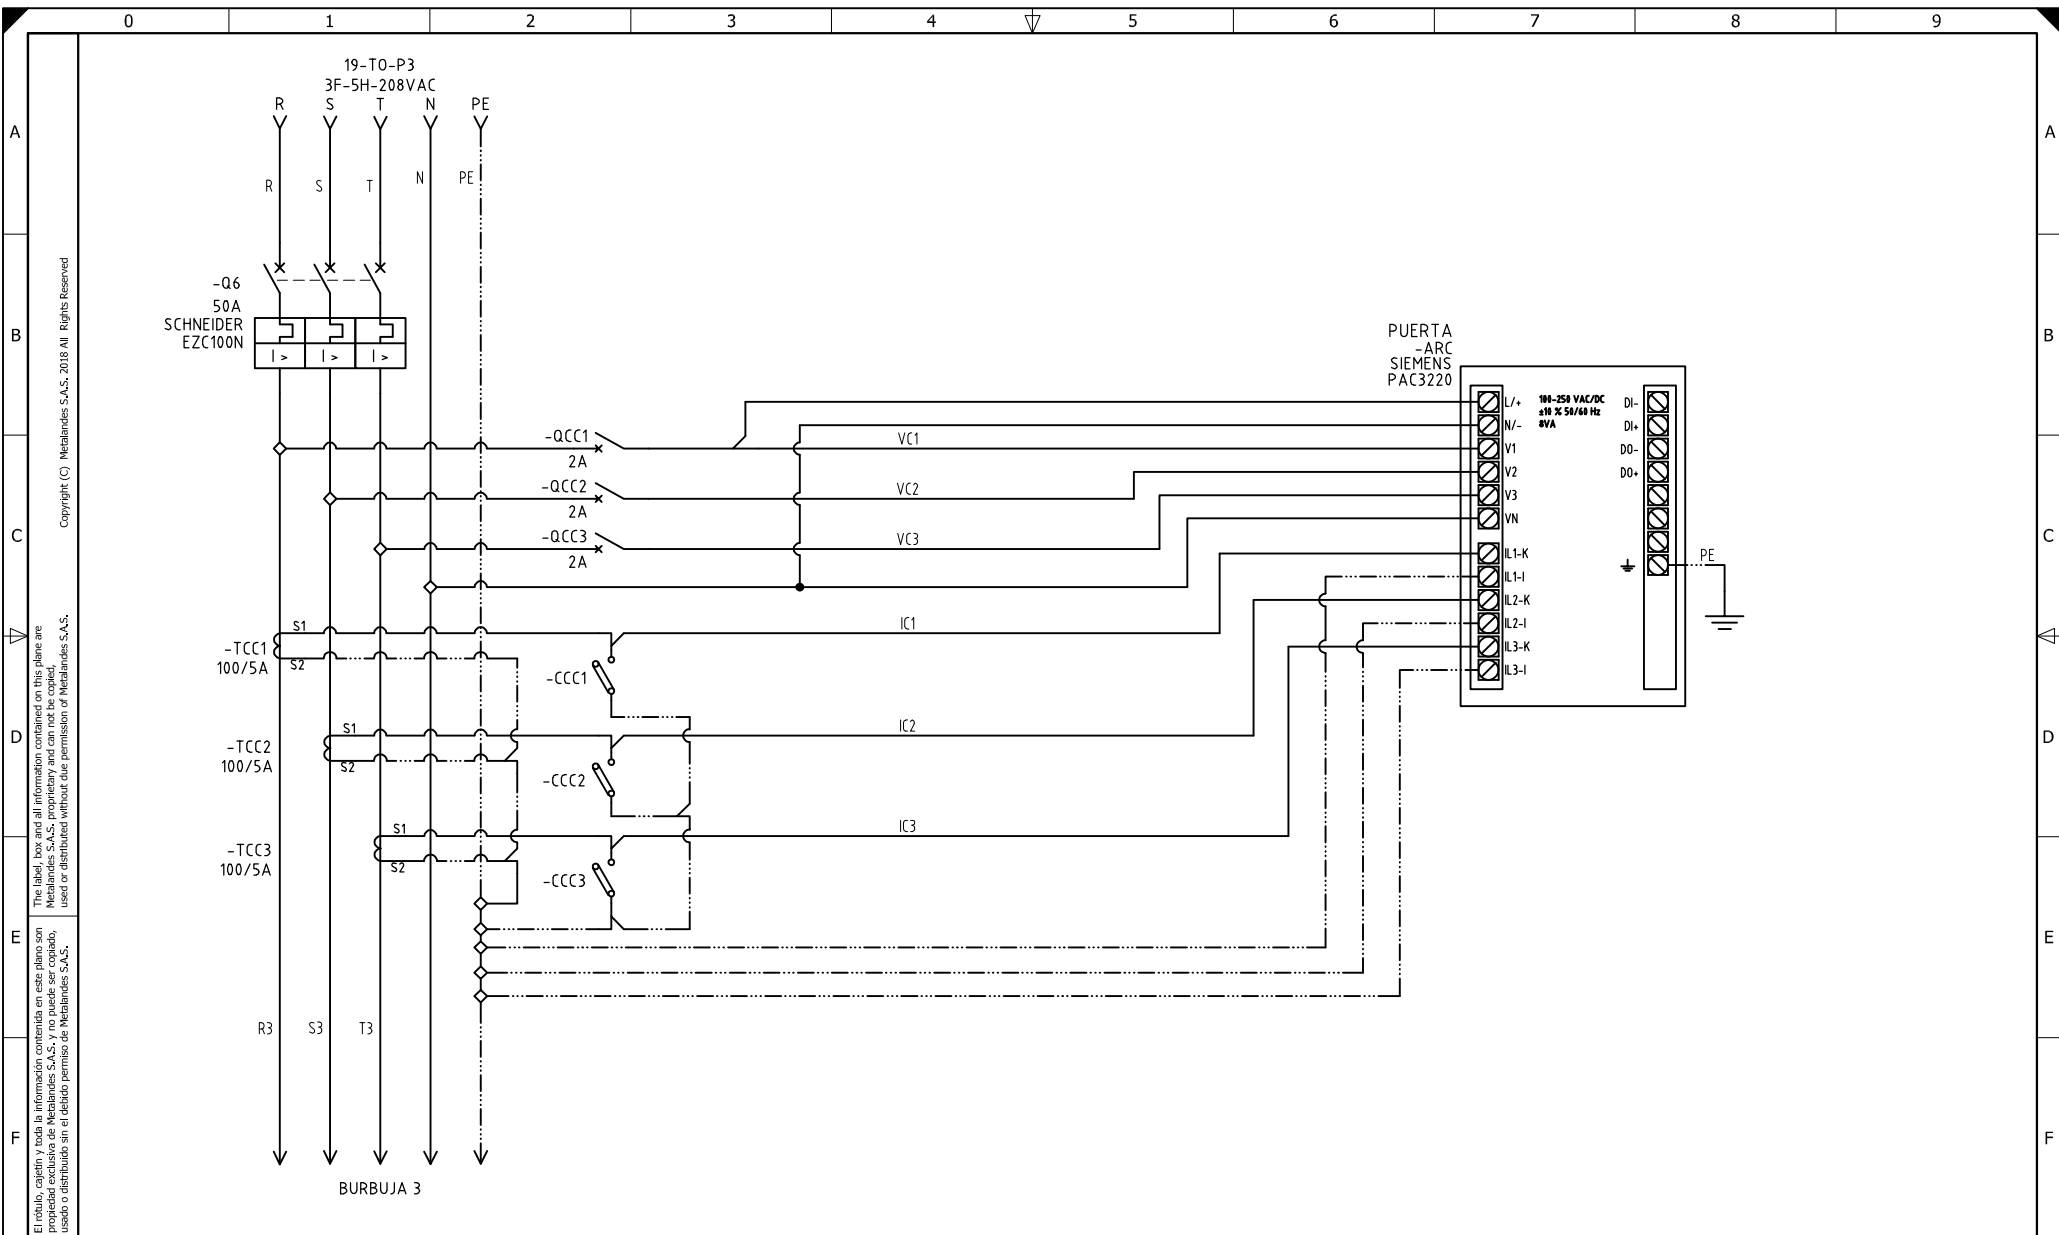 0 1 2 3 4 5 6 7 8 9
19-TO-P3
3F-5H-208VAC
R S T N PE
A A
R S T N PE
-Q6
50A
SCHNEIDER
EZC100N
I > I > I >
B B
PUERTA
-ARC
SIEMENS
PAC3220
100-250 VAC/DC
±10 % 50/60 Hz
8VA
L/+
N/-
V1
V2
V3
VN
IL1-K
IL1-I
IL2-K
IL2-I
IL3-K
IL3-I
DI-
DI+
DO-
DO+
PE
-QCC1
2A
VC1
-QCC2
2A
VC2
-QCC3
2A
VC3
C C
S1
-TCC1
100/5A
S2
-CCC1
IC1
D D
S1
-TCC2
100/5A
S2
-CCC2
IC2
S1
-TCC3
100/5A
S2
-CCC3
IC3
E E
R3 S3 T3
F F
BURBUJA 3
Copyright (C) Metalandes S.A.S. 2018 All Rights Reserved
The label, box and all information contained on this plane are
Metalandes S.A.S. proprietary and can not be copied,
used or distributed without due permission of Metalandes S.A.S.
El rótulo, cajetín y toda la información contenida en este plano son
propiedad exclusiva de Metalandes S.A.S. y no puede ser copiado,
usado o distribuido sin el debido permiso de Metalandes S.A.S.